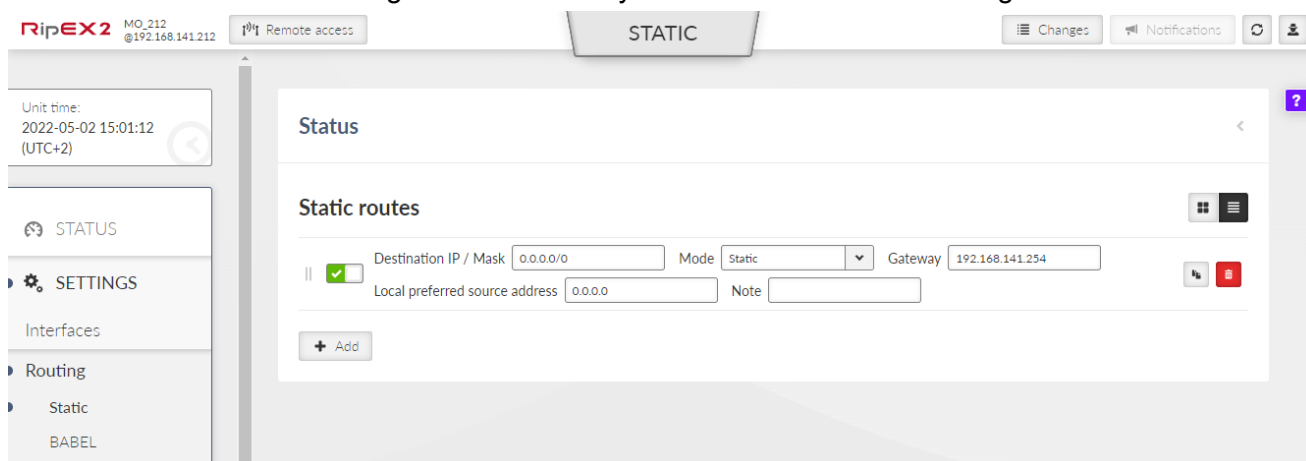 RipEX2 MO_212 @192.168.141.212 Remote access STATIC Changes Notifications
?
Unit time:
2022-05-02 15:01:12
(UTC+2)
Status
Static routes
STATUS
Destination IP / Mask 0.0.0.0/0 Mode Static Gateway 192.168.141.254
Local preferred source address 0.0.0.0 Note
SETTINGS
Interfaces
+ Add
Routing
Static
BABEL